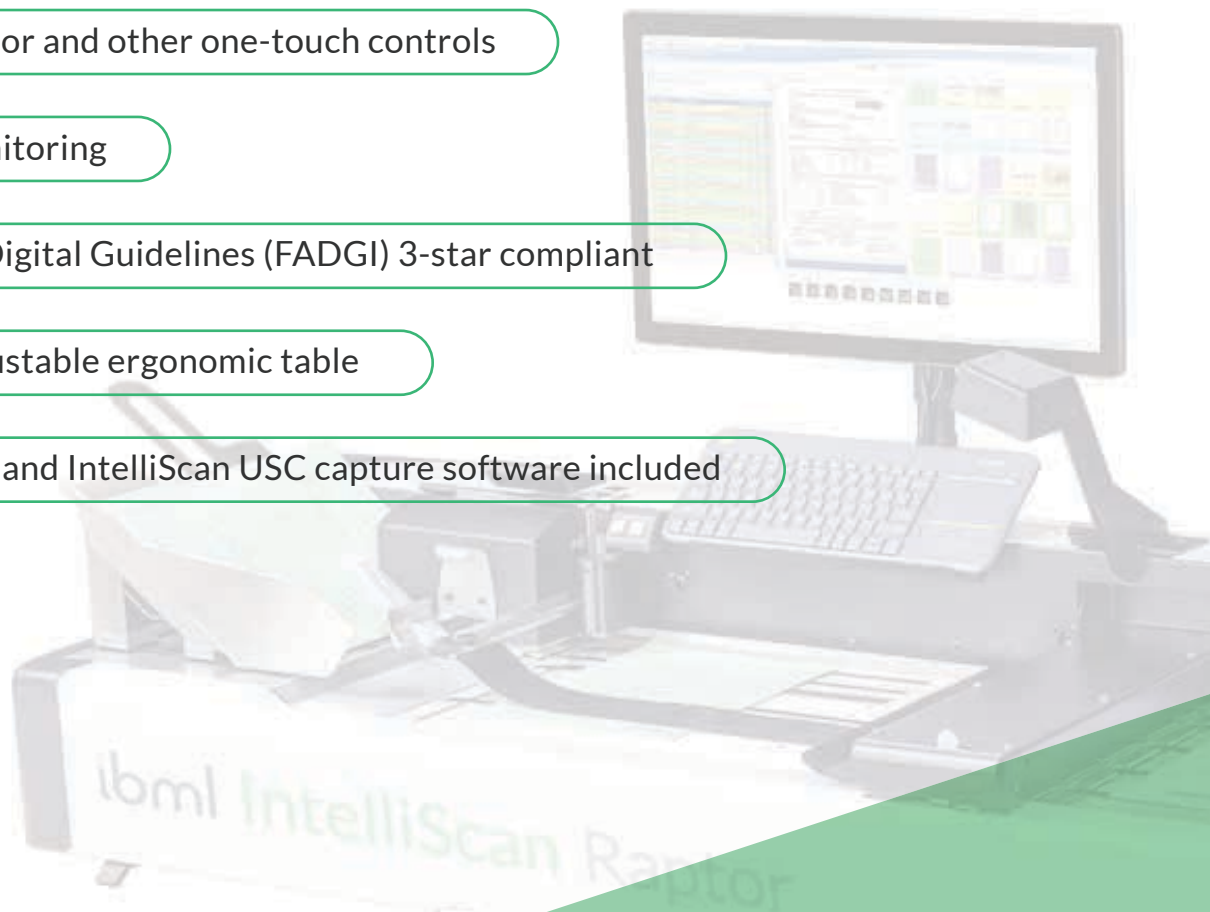 or and other one-touch controls
itoring
Digital Guidelines (FADGI) 3-star compliant
ustable ergonomic table
and IntelliScan USC capture software included
ibml IntelliScan Raptor